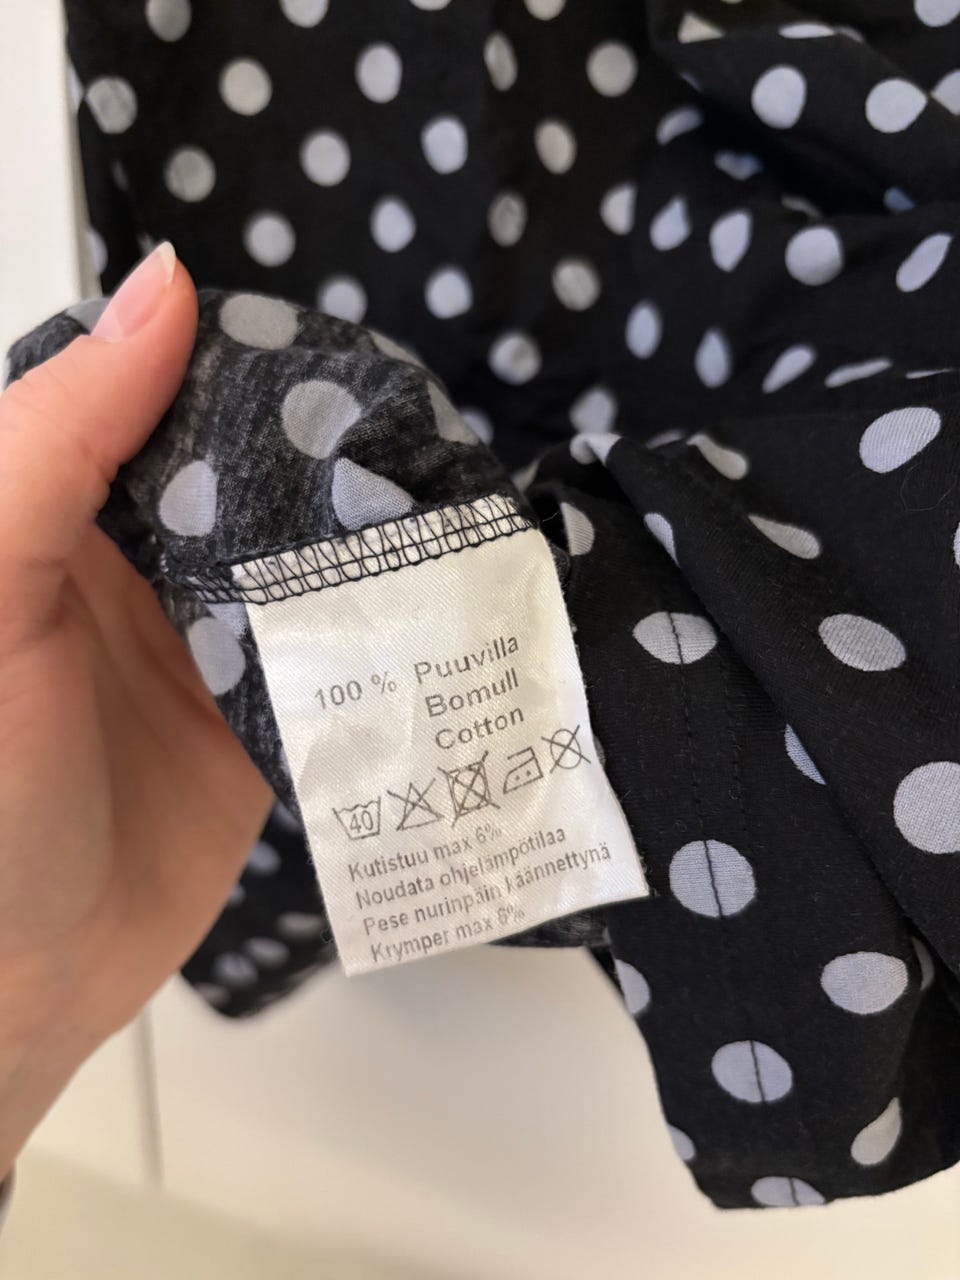 100 % Puuvilla
Bomull
Cotton
40
Kutistuu max 6%
Noudata ohjelämpötilaa
Pese nurinpäin käännettynä
Krymper max 6%